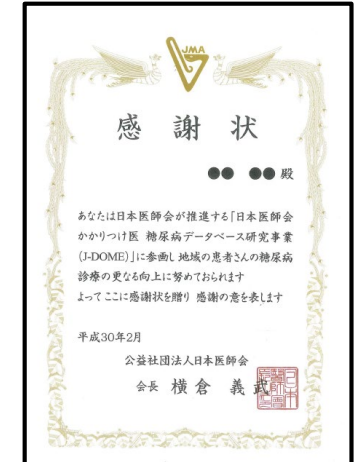 JMA
感謝状
●● ●● 殿
あなたは日本医師会が推進する「日本医師会
かかりつけ医 糖尿病データベース研究事業
(J-DOME)」に参画し 地域の患者さんの糖尿病
診療の更なる向上に努めておられます
よってここに感謝状を贈り 感謝の意を表します
平成30年2月
公益社団法人日本医師会
会長 横倉 義武